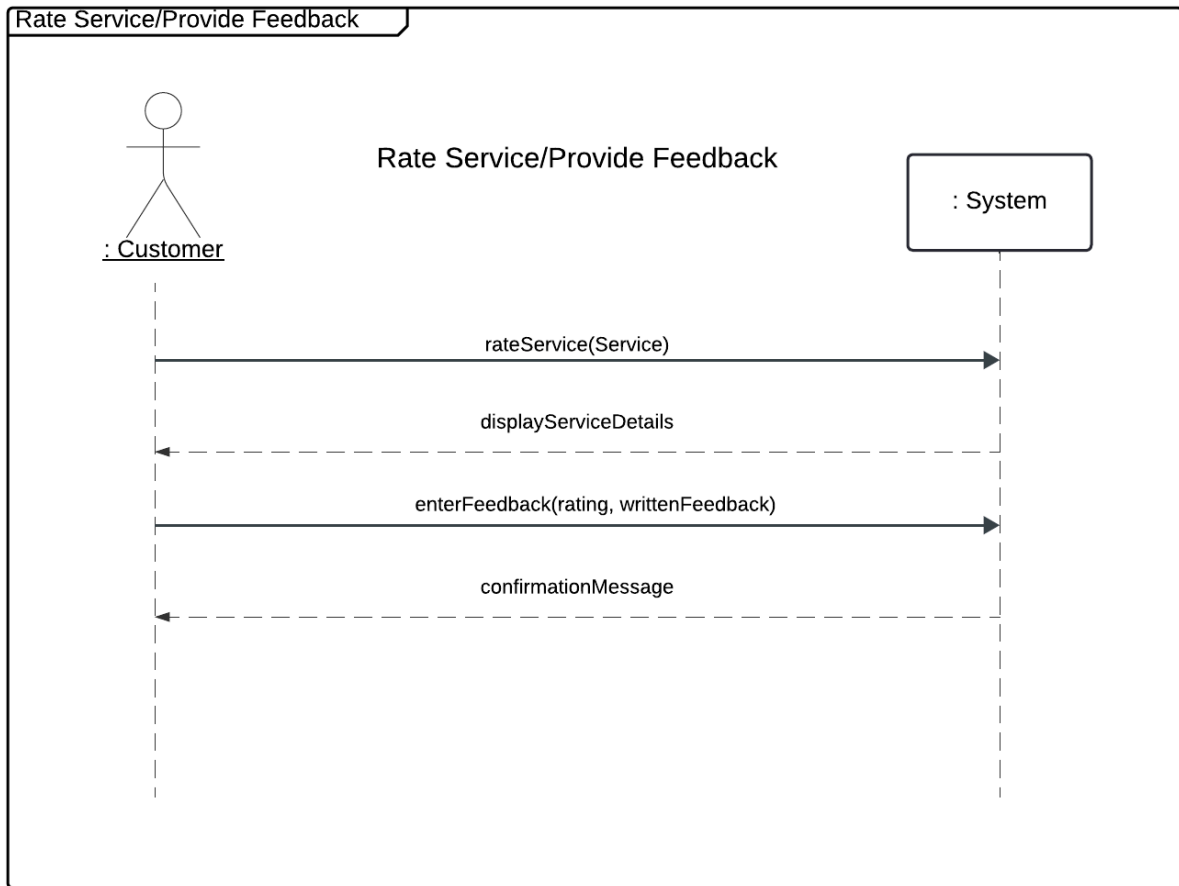 Rate Service/Provide Feedback
Rate Service/Provide Feedback
: System
: Customer
rateService(Service)
displayServiceDetails
enterFeedback(rating, writtenFeedback)
confirmationMessage